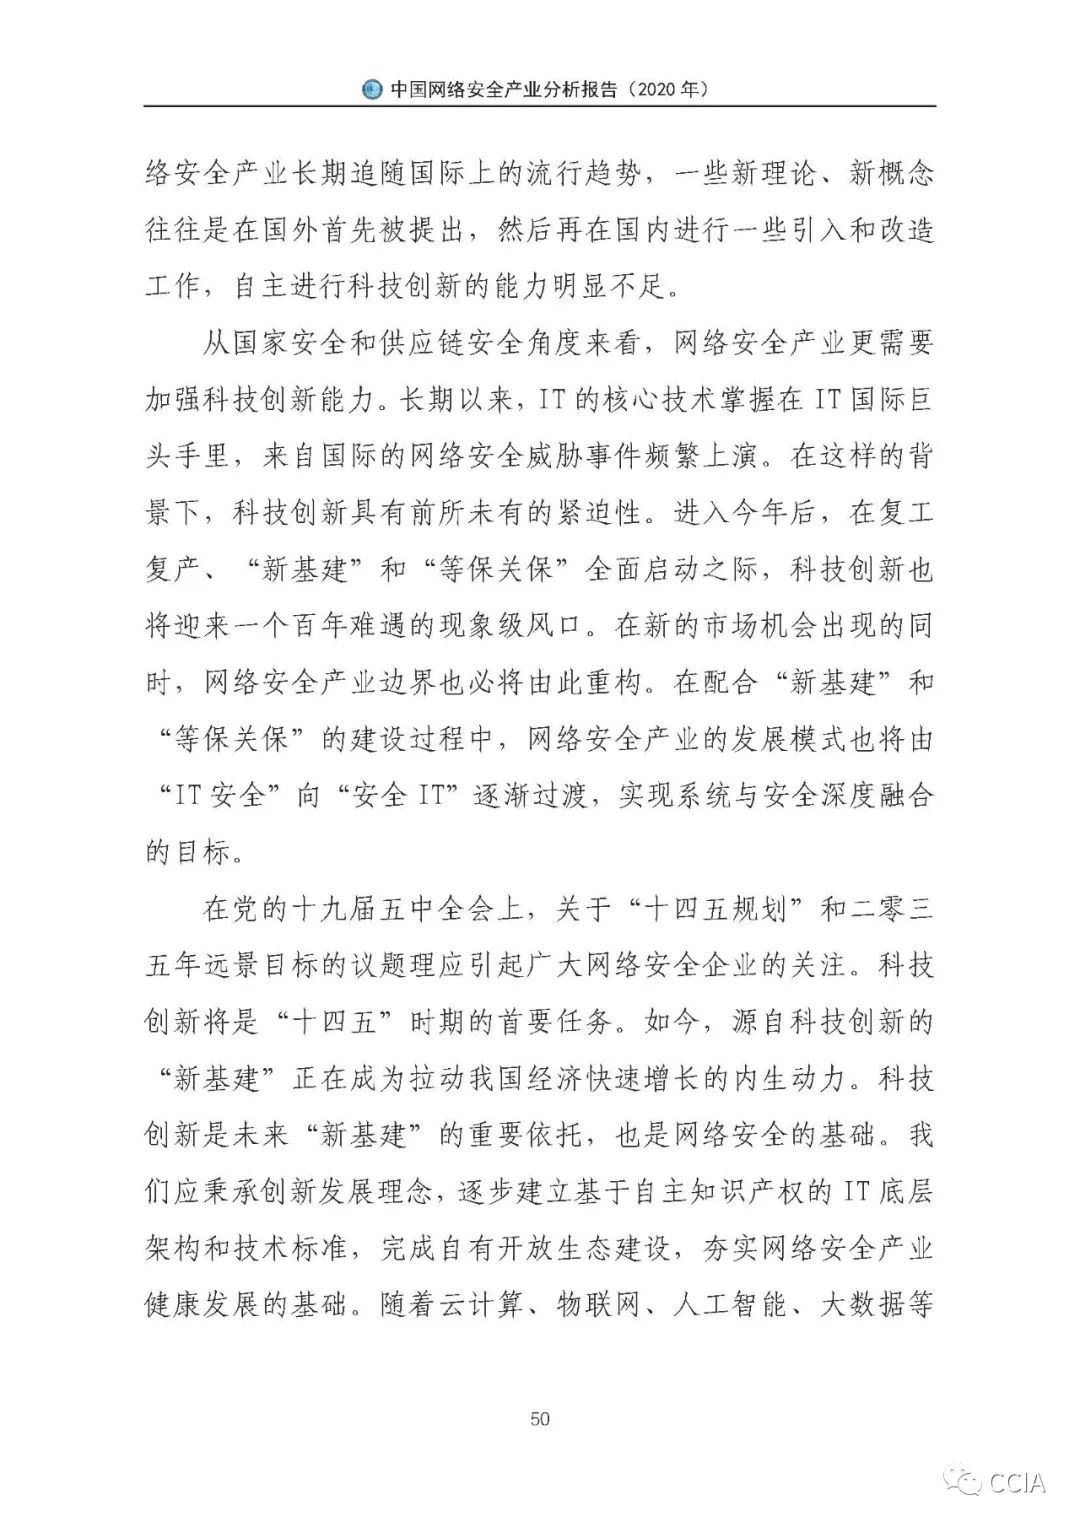 中国网络安全产业分析报告（2020 年）
络安全产业长期追随国际上的流行趋势，一些新理论、新概念
往往是在国外首先被提出，然后再在国内进行一些引入和改造
工作，自主进行科技创新的能力明显不足。
从国家安全和供应链安全角度来看，网络安全产业更需要
加强科技创新能力。长期以来，IT 的核心技术掌握在 IT 国际巨
头手里，来自国际的网络安全威胁事件频繁上演。在这样的背
景下，科技创新具有前所未有的紧迫性。进入今年后，在复工
复产、“新基建”和“等保关保”全面启动之际，科技创新也
将迎来一个百年难遇的现象级风口。在新的市场机会出现的同
时，网络安全产业边界也必将由此重构。在配合“新基建”和
“等保关保”的建设过程中，网络安全产业的发展模式也将由
“IT 安全”向“安全 IT”逐渐过渡，实现系统与安全深度融合
的目标。
在党的十九届五中全会上，关于“十四五规划”和二零三
五年远景目标的议题理应引起广大网络安全企业的关注。科技
创新将是“十四五”时期的首要任务。如今，源自科技创新的
“新基建”正在成为拉动我国经济快速增长的内生动力。科技
创新是未来“新基建”的重要依托，也是网络安全的基础。我
们应秉承创新发展理念，逐步建立基于自主知识产权的 IT 底层
架构和技术标准，完成自有开放生态建设，夯实网络安全产业
健康发展的基础。随着云计算、物联网、人工智能、大数据等
50
CCIA